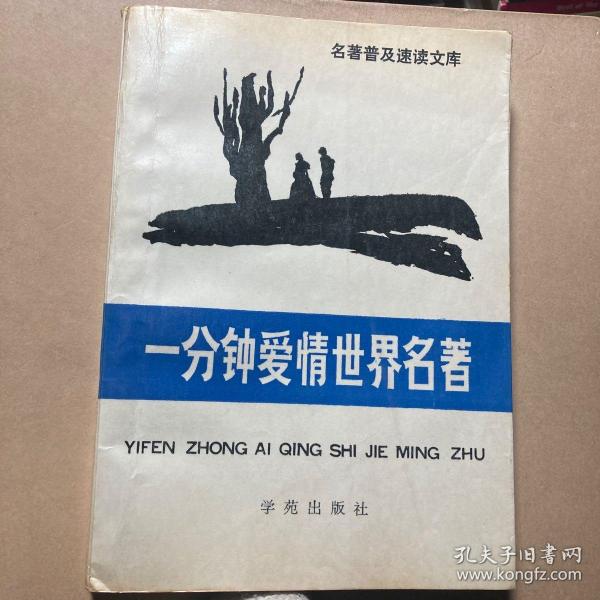 名著普及速读文库
一分钟爱情世界名著
YIFEN ZHONG AI QING SHI JIE MING ZHU
学苑出版社
孔夫子旧书网
www.kongfz.com